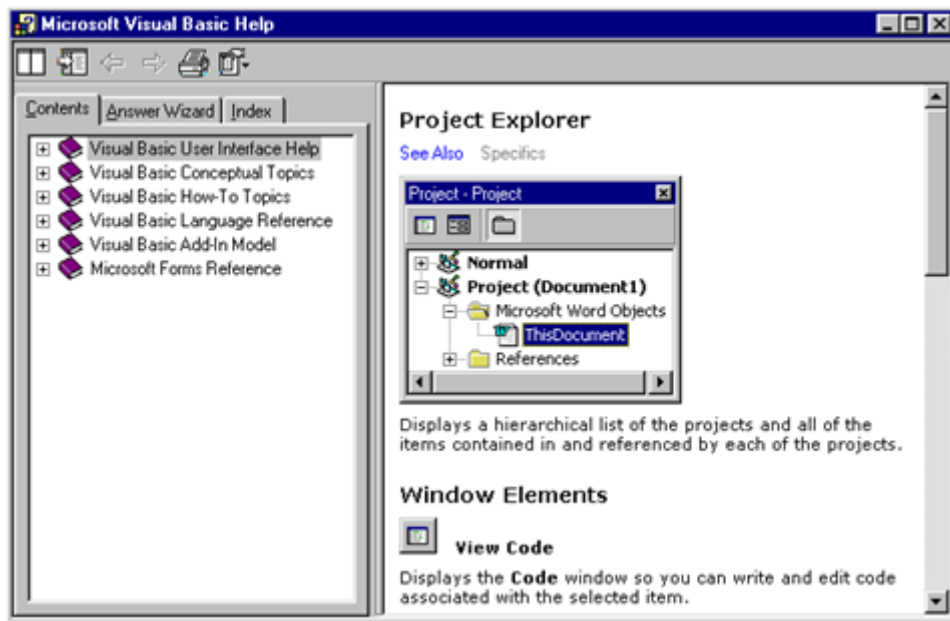 Microsoft Visual Basic Help
Contents
Answer Wizard
Index
Visual Basic User Interface Help
Visual Basic Conceptual Topics
Visual Basic How-To Topics
Visual Basic Language Reference
Visual Basic Add-In Model
Microsoft Forms Reference
Project Explorer
See Also Specifics
Project - Project
Normal
Project (Document1)
Microsoft Word Objects
ThisDocument
References
Displays a hierarchical list of the projects and all of the
items contained in and referenced by each of the projects.
Window Elements
View Code
Displays the Code window so you can write and edit code
associated with the selected item.